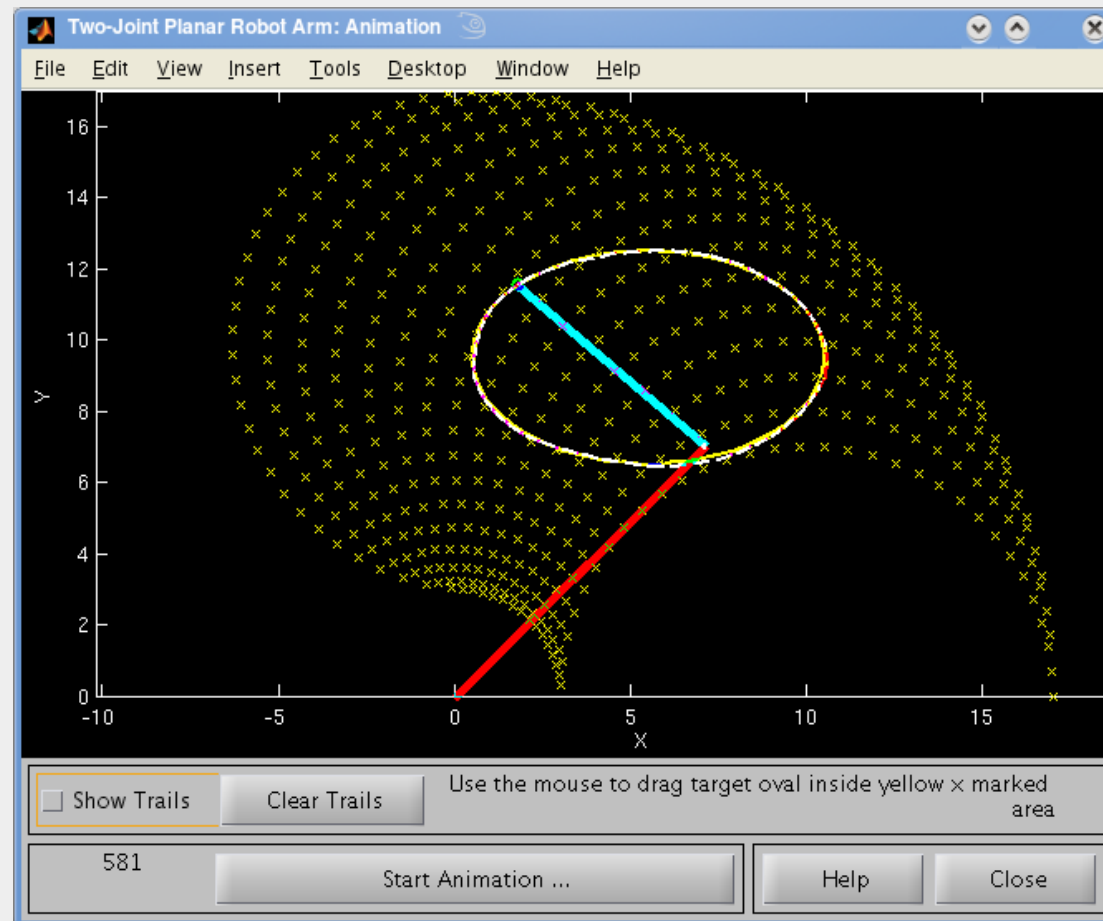 Two-Joint Planar Robot Arm: Animation
File Edit View Insert Tools Desktop Window Help
16
14
12
10
8
6
4
2
0
Y
-10 -5 0 5 10 15
X
Show Trails
Clear Trails
Use the mouse to drag target oval inside yellow × marked
area
581
Start Animation ...
Help
Close